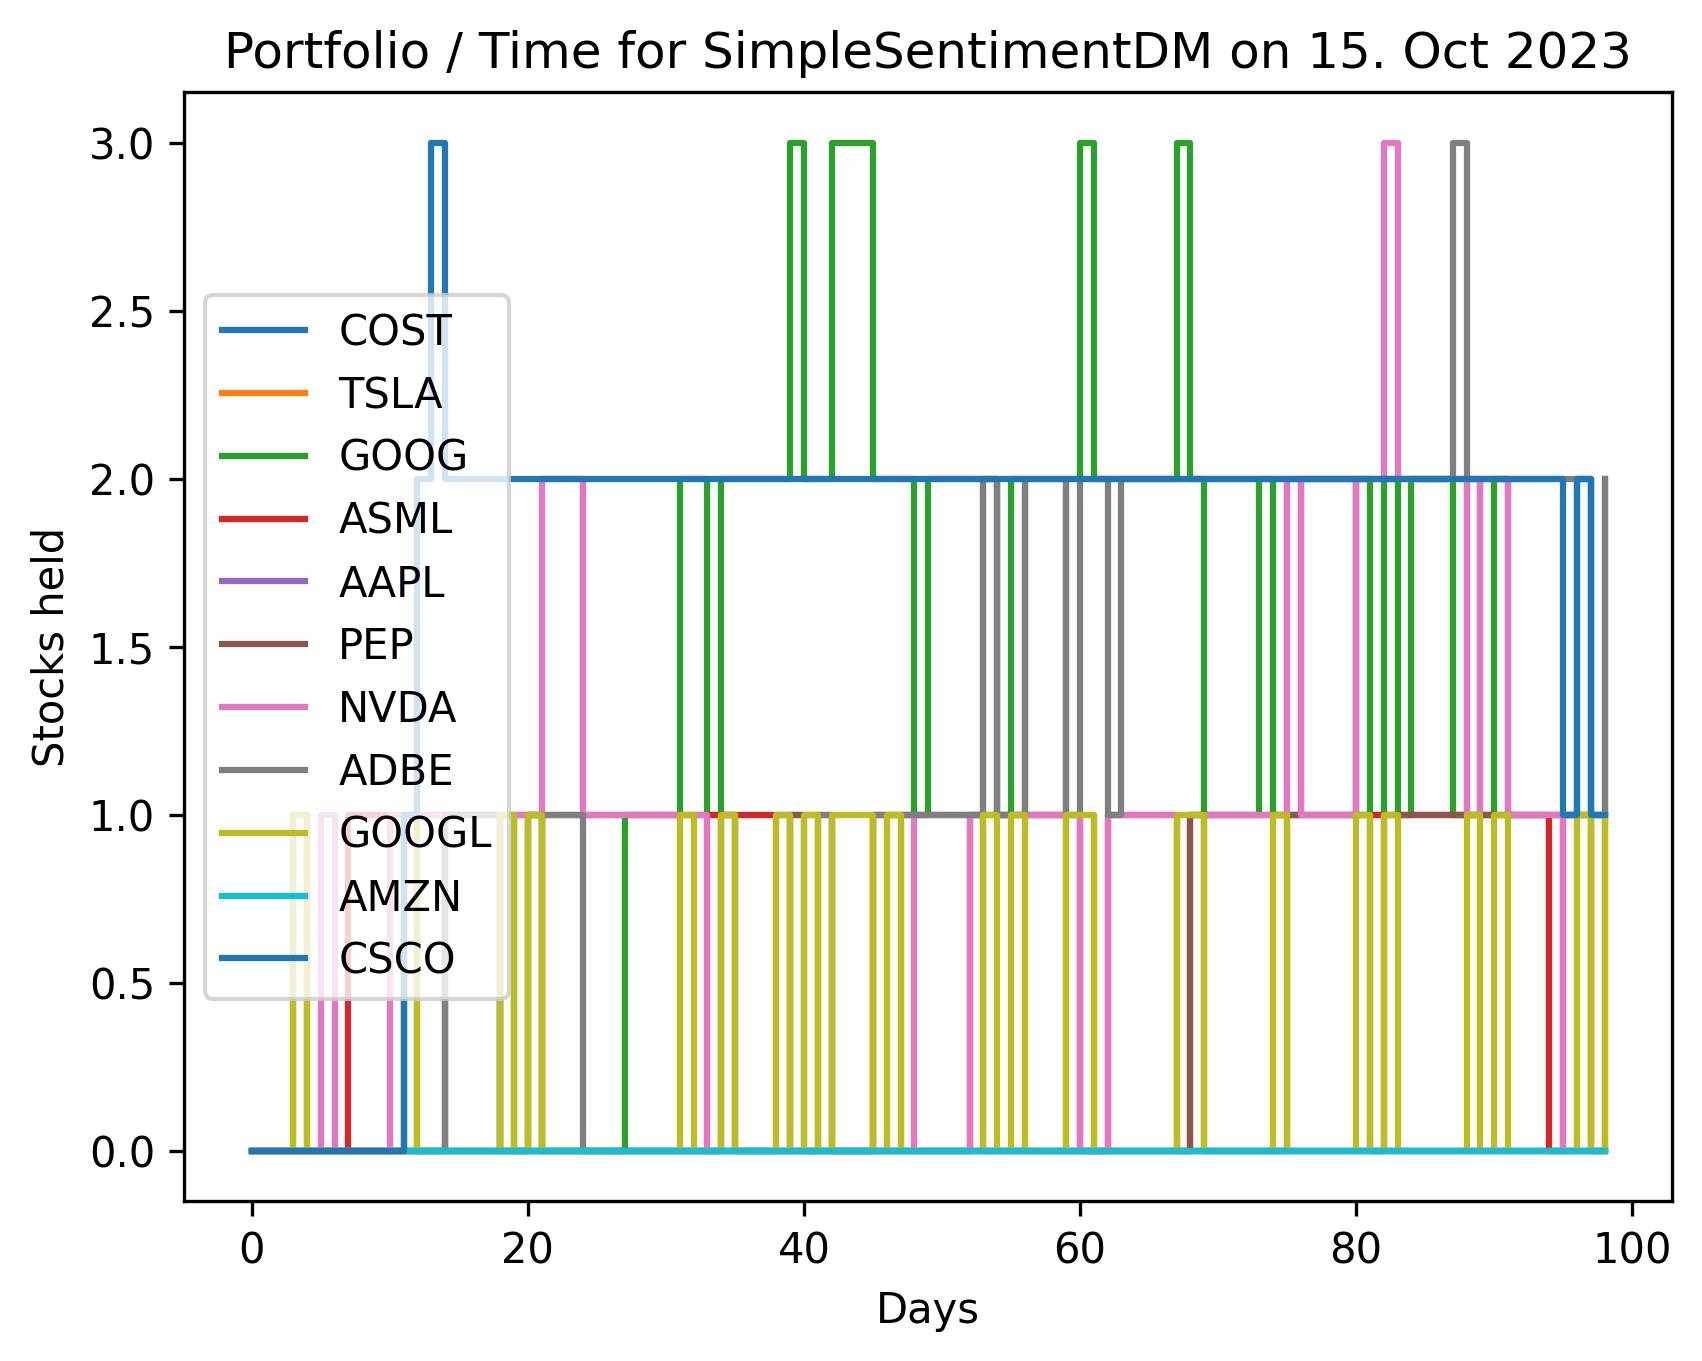 Portfolio / Time for SimpleSentimentDM on 15. Oct 2023
3.0
2.5
2.0
1.5
1.0
0.5
0.0
Stocks held
COST
TSLA
GOOG
ASML
AAPL
PEP
NVDA
ADBE
GOOGL
AMZN
CSCO
0 20 40 60 80 100
Days